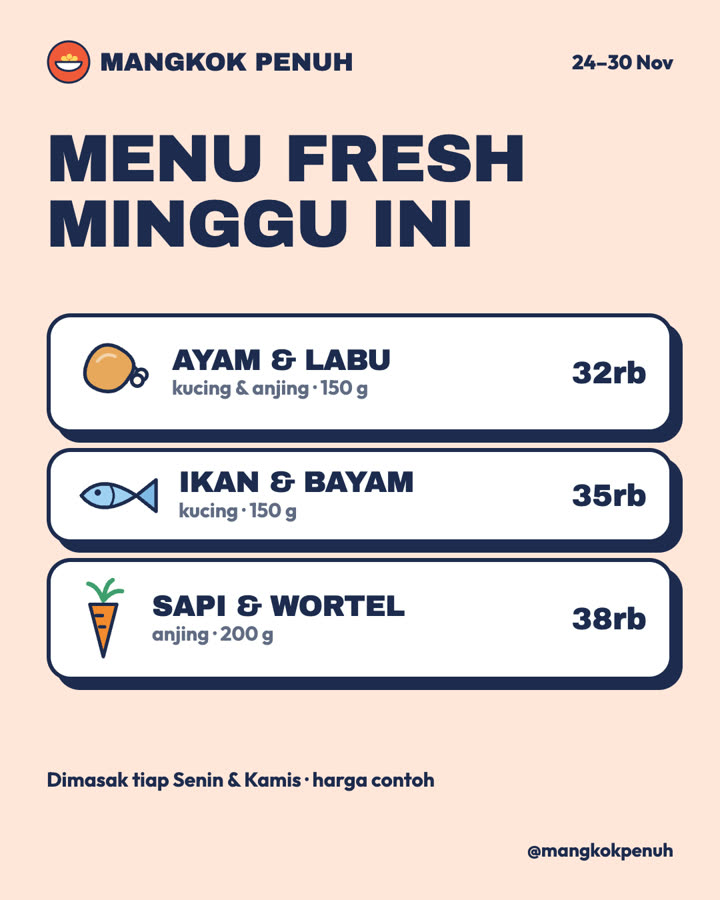 MANGKOK PENUH
24–30 Nov
MENU FRESH
MINGGU INI
AYAM & LABU
kucing & anjing · 150 g
32rb
IKAN & BAYAM
kucing · 150 g
35rb
SAPI & WORTEL
anjing · 200 g
38rb
Dimasak tiap Senin & Kamis · harga contoh
@mangkokpenuh